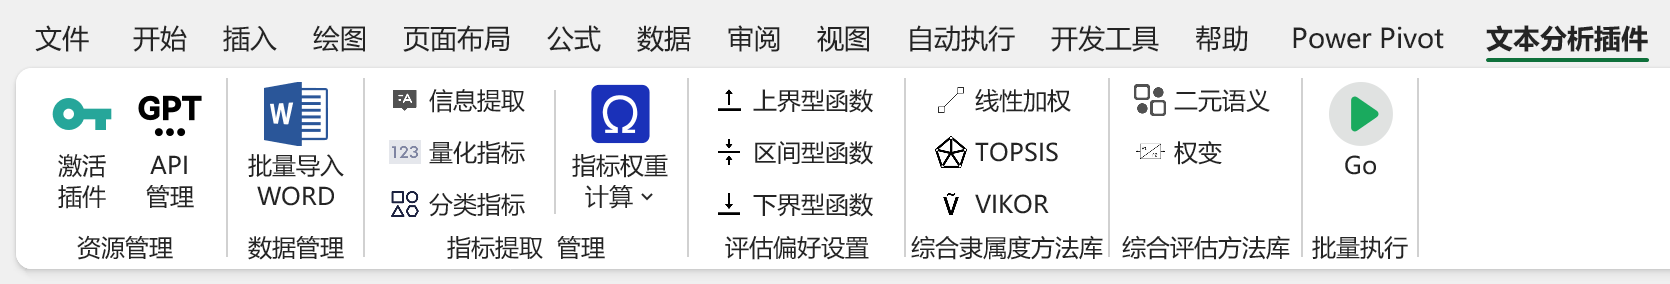 文件 开始 插入 绘图 页面布局 公式 数据 审阅 视图 自动执行 开发工具 帮助 Power Pivot 文本分析插件
激活
插件
GPT
API
管理
资源管理
W
批量导入
WORD
数据管理
A 信息提取
123 量化指标
分类指标
Ω
指标权重
计算
指标提取 管理
上界型函数
区间型函数
下界型函数
评估偏好设置
线性加权
TOPSIS
Ṽ VIKOR
综合隶属度方法库
二元语义
权变
综合评估方法库
Go
批量执行